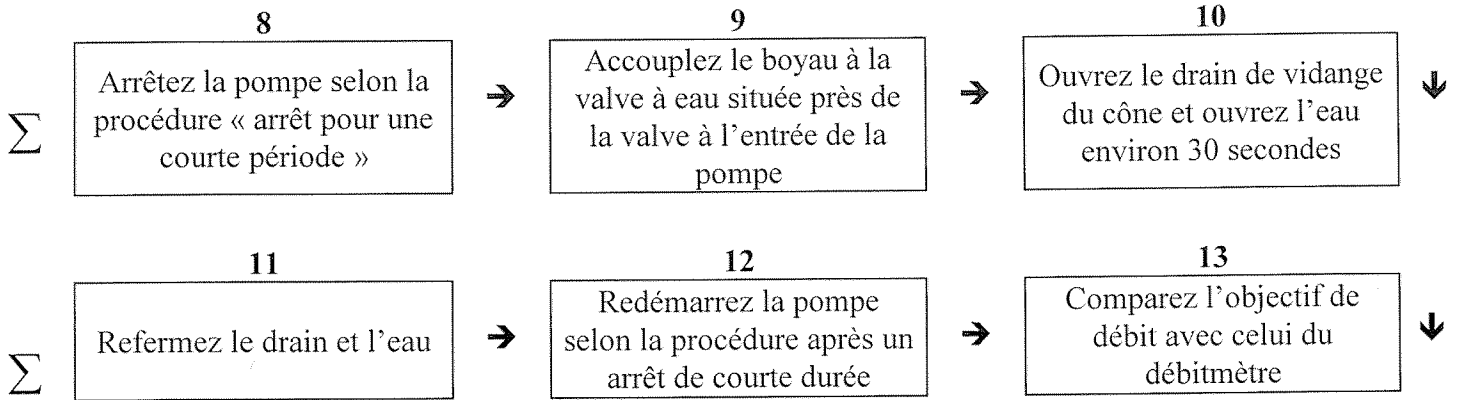 8
Arrêtez la pompe selon la
procédure « arrêt pour une
courte période »
9
Accouplez le boyau à la
valve à eau située près de
la valve à l'entrée de la
pompe
10
Ouvrez le drain de vidange
du cône et ouvrez l'eau
environ 30 secondes
∑ → → ↓
11
Refermez le drain et l'eau
12
Redémarrez la pompe
selon la procédure après un
arrêt de courte durée
13
Comparez l'objectif de
débit avec celui du
débitmètre
∑ → → ↓